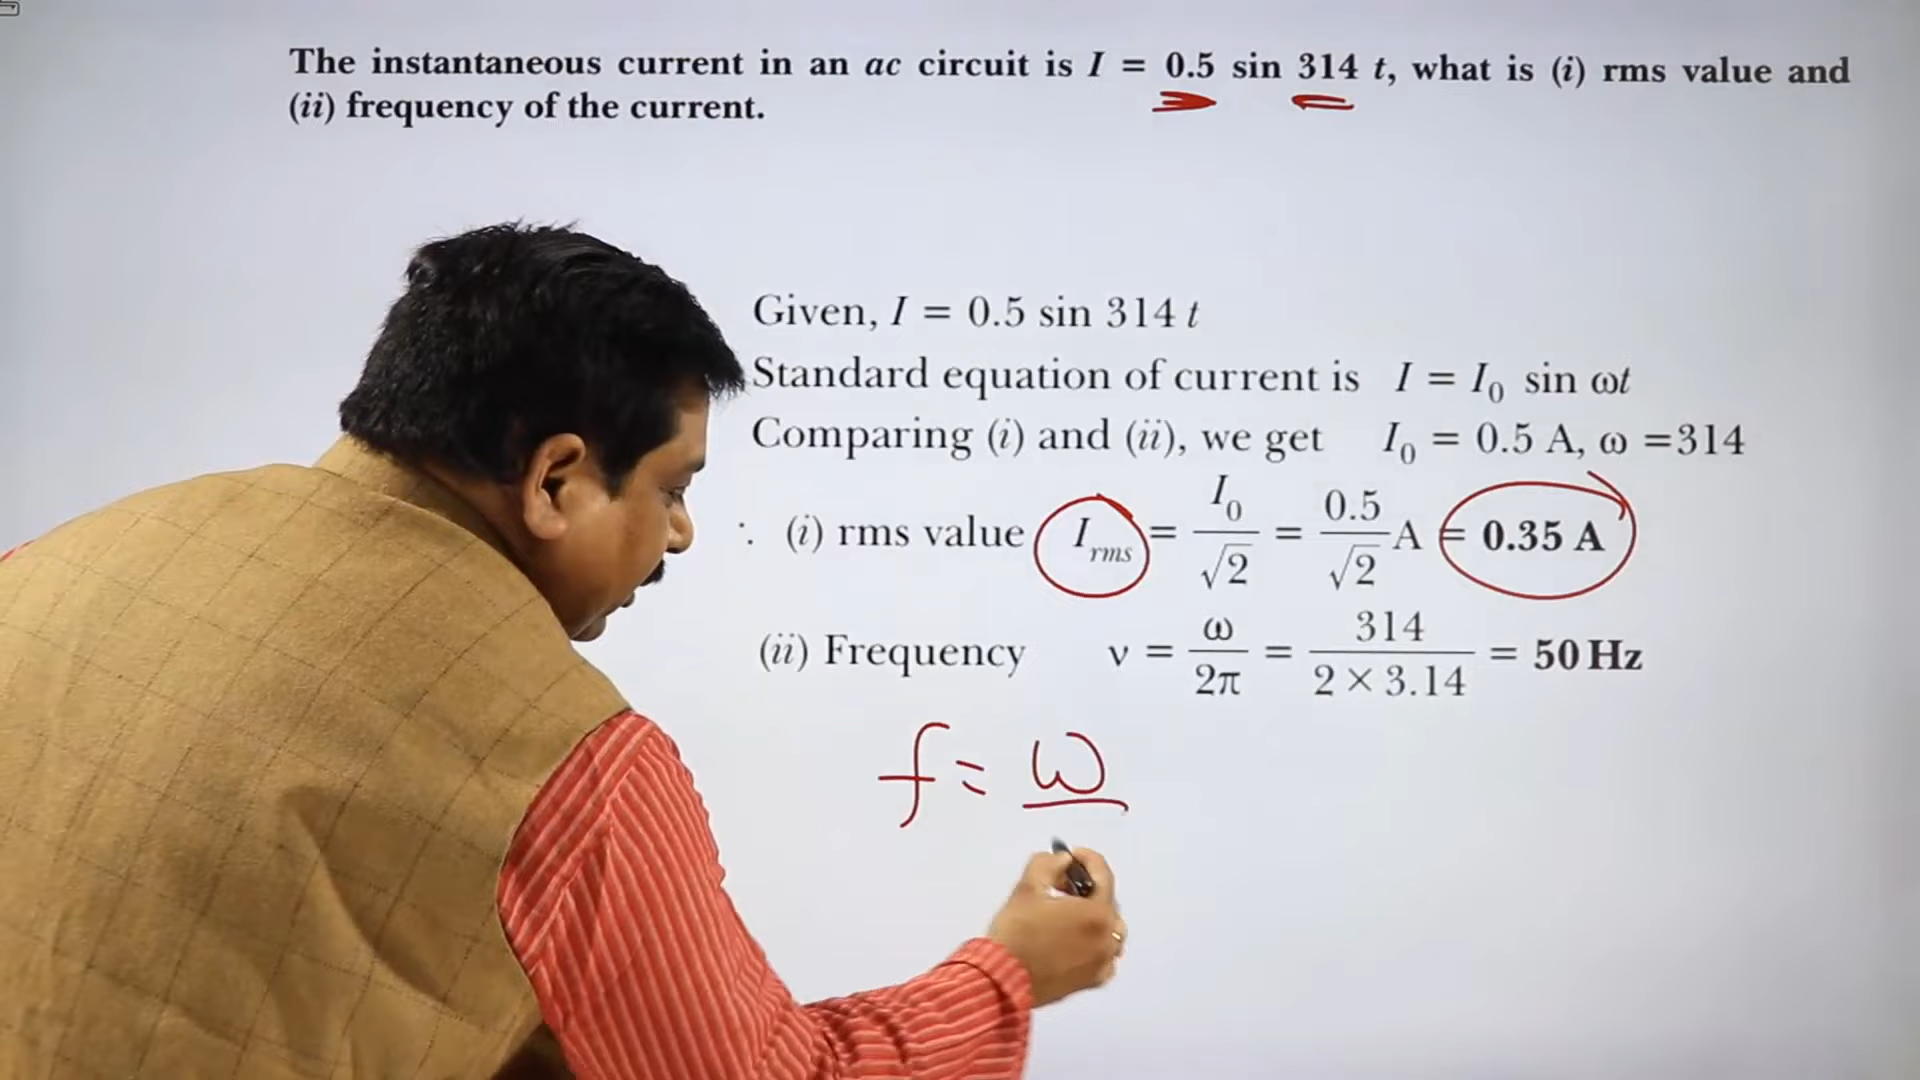 The instantaneous current in an ac circuit is I = 0.5 sin 314 t, what is (i) rms value and
(ii) frequency of the current.
Given, I = 0.5 sin 314 t
Standard equation of current is I = I₀ sin ωt
Comparing (i) and (ii), we get I₀ = 0.5 A, ω =314
∴ (i) rms value I_rms = I₀/√2 = 0.5/√2 A = 0.35 A
(ii) Frequency ν = ω/2π = 314/2 × 3.14 = 50 Hz
f = ω